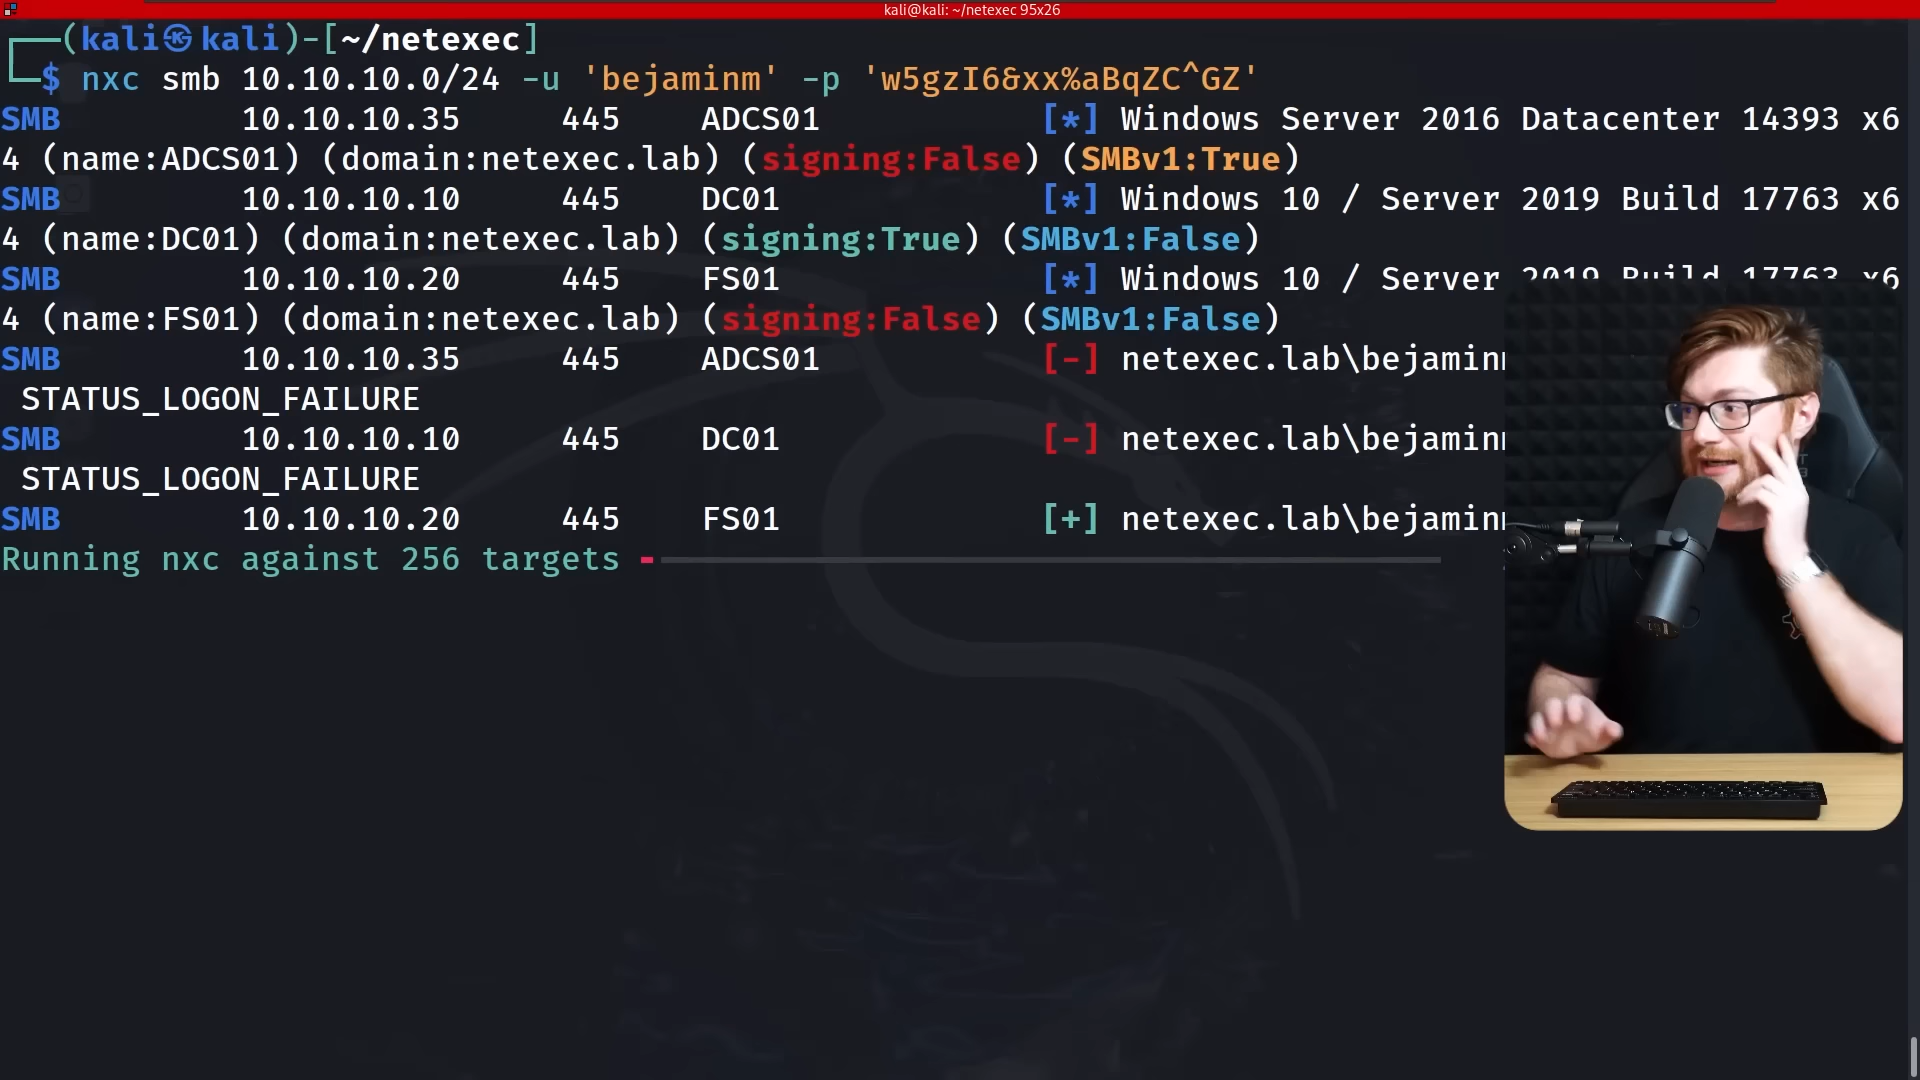 kali@kali: ~/netexec 95x26
(kali㉿kali)-[~/netexec]
$ nxc smb 10.10.10.0/24 -u 'bejaminm' -p 'w5gzI6&xx%aBqZC^GZ'
SMB 10.10.10.35 445 ADCS01 [*] Windows Server 2016 Datacenter 14393 x6
4 (name:ADCS01) (domain:netexec.lab) (signing:False) (SMBv1:True)
SMB 10.10.10.10 445 DC01 [*] Windows 10 / Server 2019 Build 17763 x6
4 (name:DC01) (domain:netexec.lab) (signing:True) (SMBv1:False)
SMB 10.10.10.20 445 FS01 [*] Windows 10 / Server 2019 Build 17763 x6
4 (name:FS01) (domain:netexec.lab) (signing:False) (SMBv1:False)
SMB 10.10.10.35 445 ADCS01 [-] netexec.lab\bejamin
STATUS_LOGON_FAILURE
SMB 10.10.10.10 445 DC01 [-] netexec.lab\bejamin
STATUS_LOGON_FAILURE
SMB 10.10.10.20 445 FS01 [+] netexec.lab\bejamin
Running nxc against 256 targets